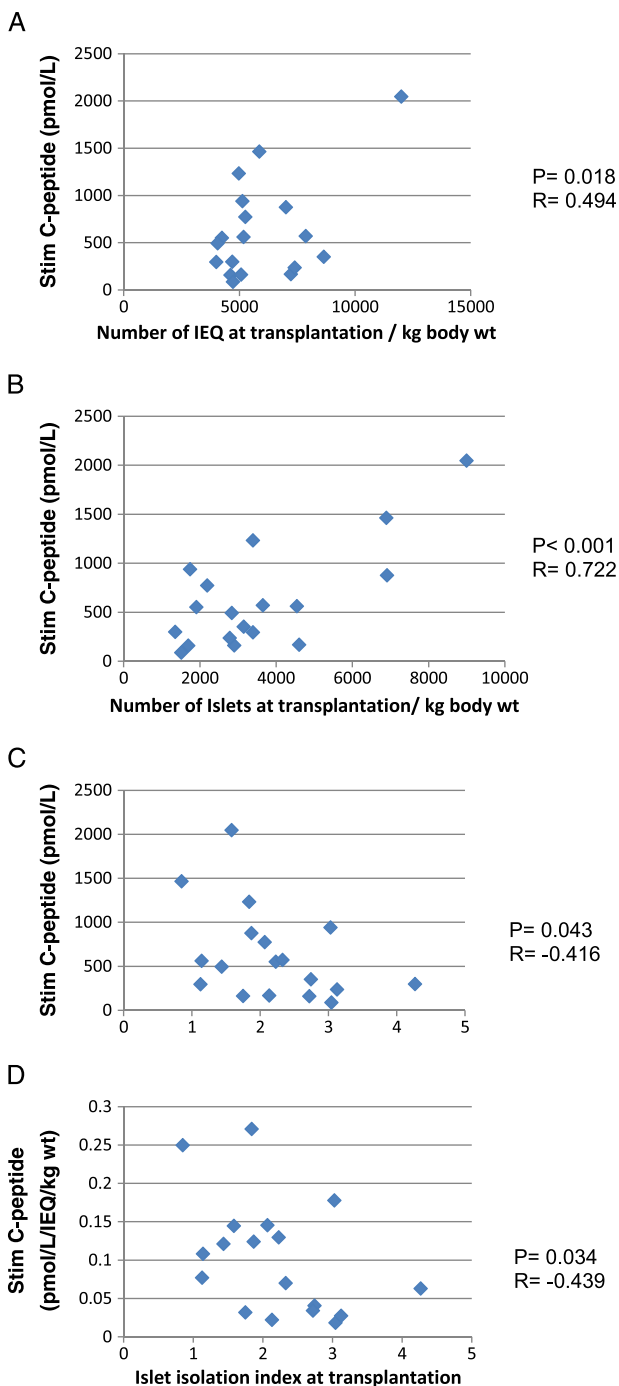 A
Stim C-peptide (pmol/L)
2500
2000
1500
1000
500
0
0
5000
10000
15000
Number of IEQ at transplantation / kg body wt
P= 0.018
R= 0.494
B
Stim C-peptide (pmol/L)
2500
2000
1500
1000
500
0
0
2000
4000
6000
8000
10000
Number of Islets at transplantation/ kg body wt
P< 0.001
R= 0.722
C
Stim C-peptide (pmol/L)
2500
2000
1500
1000
500
0
0
1
2
3
4
5
P= 0.043
R= -0.416
D
Stim C-peptide
(pmol/L/IEQ/kg wt)
0.3
0.25
0.2
0.15
0.1
0.05
0
0
1
2
3
4
5
Islet isolation index at transplantation
P= 0.034
R= -0.439